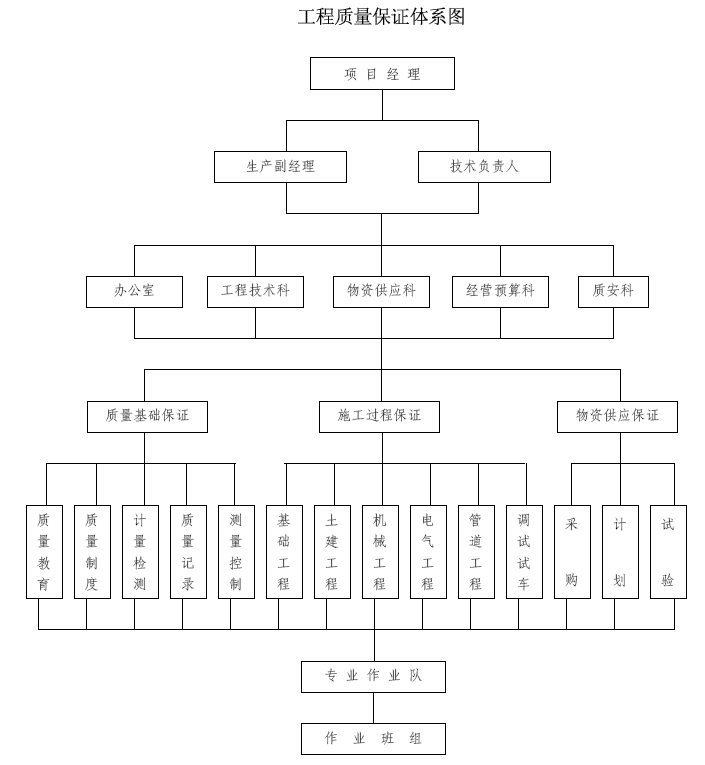 工程质量保证体系图
项目经理
生产副经理
技术负责人
办公室
工程技术科
物资供应科
经营预算科
质安科
质量基础保证
施工过程保证
物资供应保证
质量教育
质量制度
计量检测
质量记录
测量控制
基础工程
土建工程
机械工程
电气工程
管道工程
调试试车
采购
计划
试验
专业作业队
作业班组